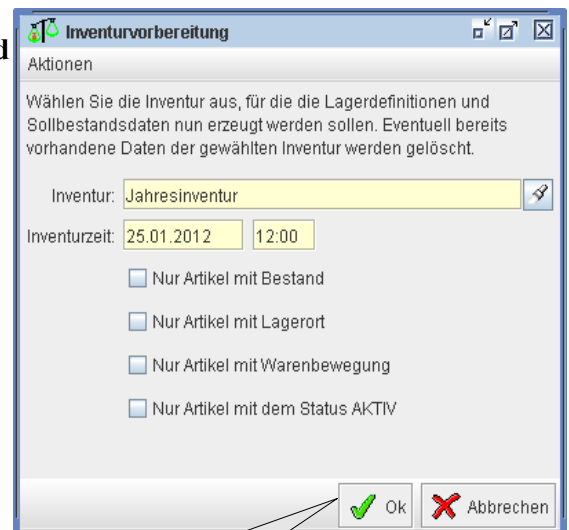 Inventurvorbereitung
Aktionen
Wählen Sie die Inventur aus, für die die Lagerdefinitionen und
Sollbestandsdaten nun erzeugt werden sollen. Eventuell bereits
vorhandene Daten der gewählten Inventur werden gelöscht.
Inventur: Jahresinventur
Inventurzeit: 25.01.2012 12:00
Nur Artikel mit Bestand
Nur Artikel mit Lagerort
Nur Artikel mit Warenbewegung
Nur Artikel mit dem Status AKTIV
Ok Abbrechen